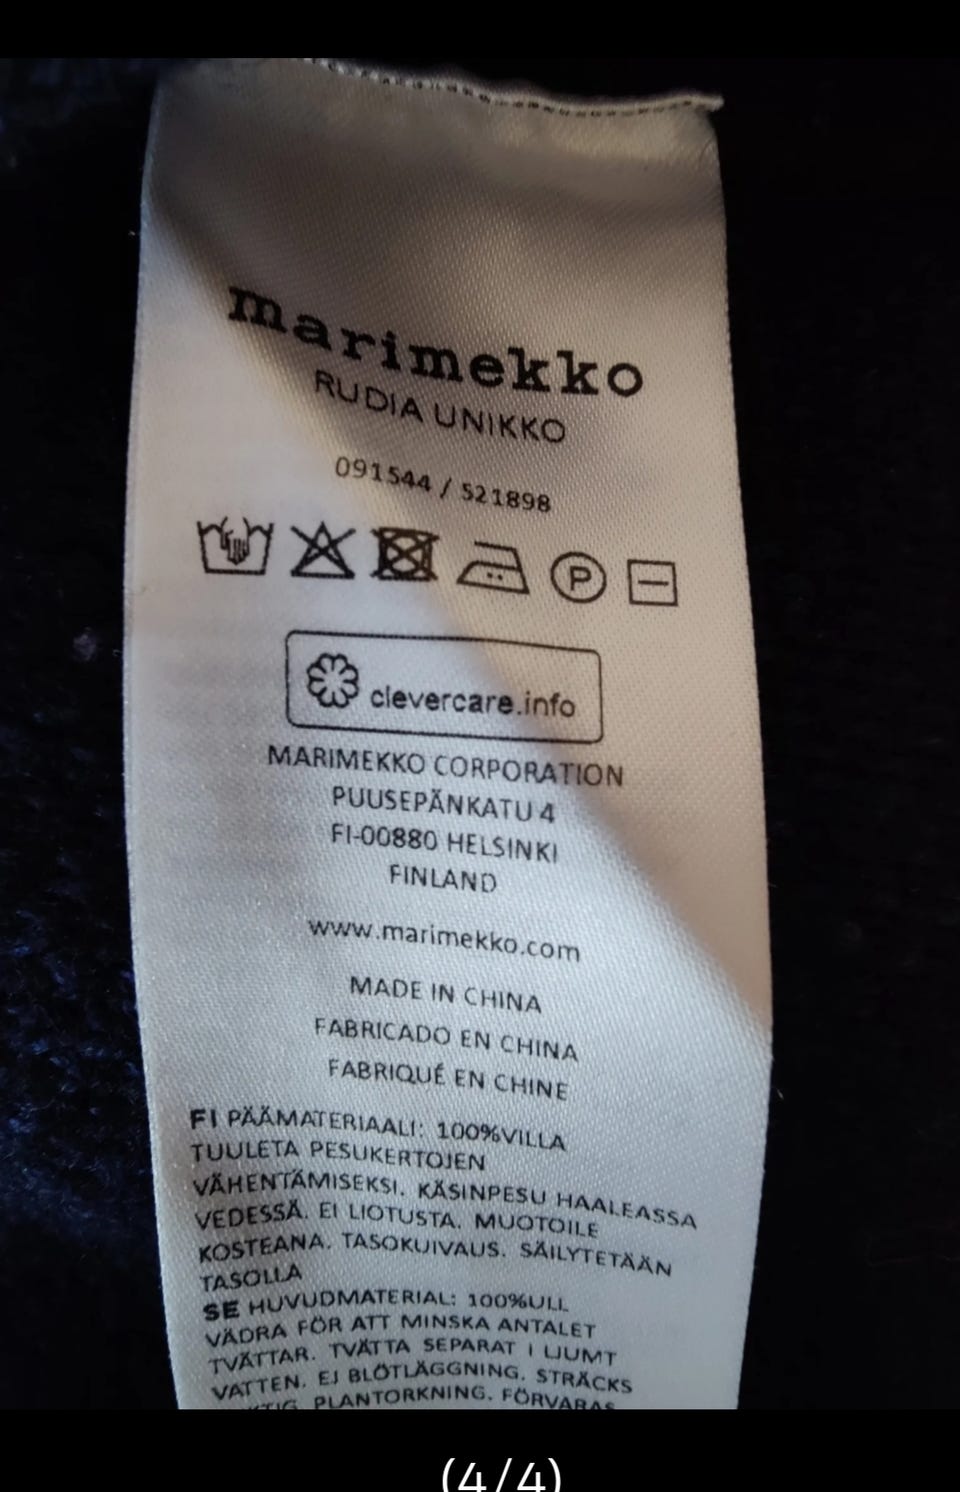 marimekko
RUDIA UNIKKO
091544 / 521898
P
clevercare.info
MARIMEKKO CORPORATION
PUUSEPÄNKATU 4
FI-00880 HELSINKI
FINLAND
www.marimekko.com
MADE IN CHINA
FABRICADO EN CHINA
FABRIQUÉ EN CHINE
FI PÄÄMATERIAALI: 100%VILLA
TUULETA PESUKERTOJEN
VÄHENTÄMISEKSI. KÄSINPESU HAALEASSA
VEDESSÄ. EI LIOTUSTA. MUOTOILE
KOSTEANA. TASOKUIVAUS. SÄILYTETÄÄN
TASOLLA
SE HUVUDMATERIAL: 100%ULL
VÄDRA FÖR ATT MINSKA ANTALET
TVÄTTAR. TVÄTTA SEPARAT I LJUMT
VATTEN. EJ BLÖTLÄGGNING. STRÄCKS
PLANTORKNING. FÖRVARAS
(4/4)